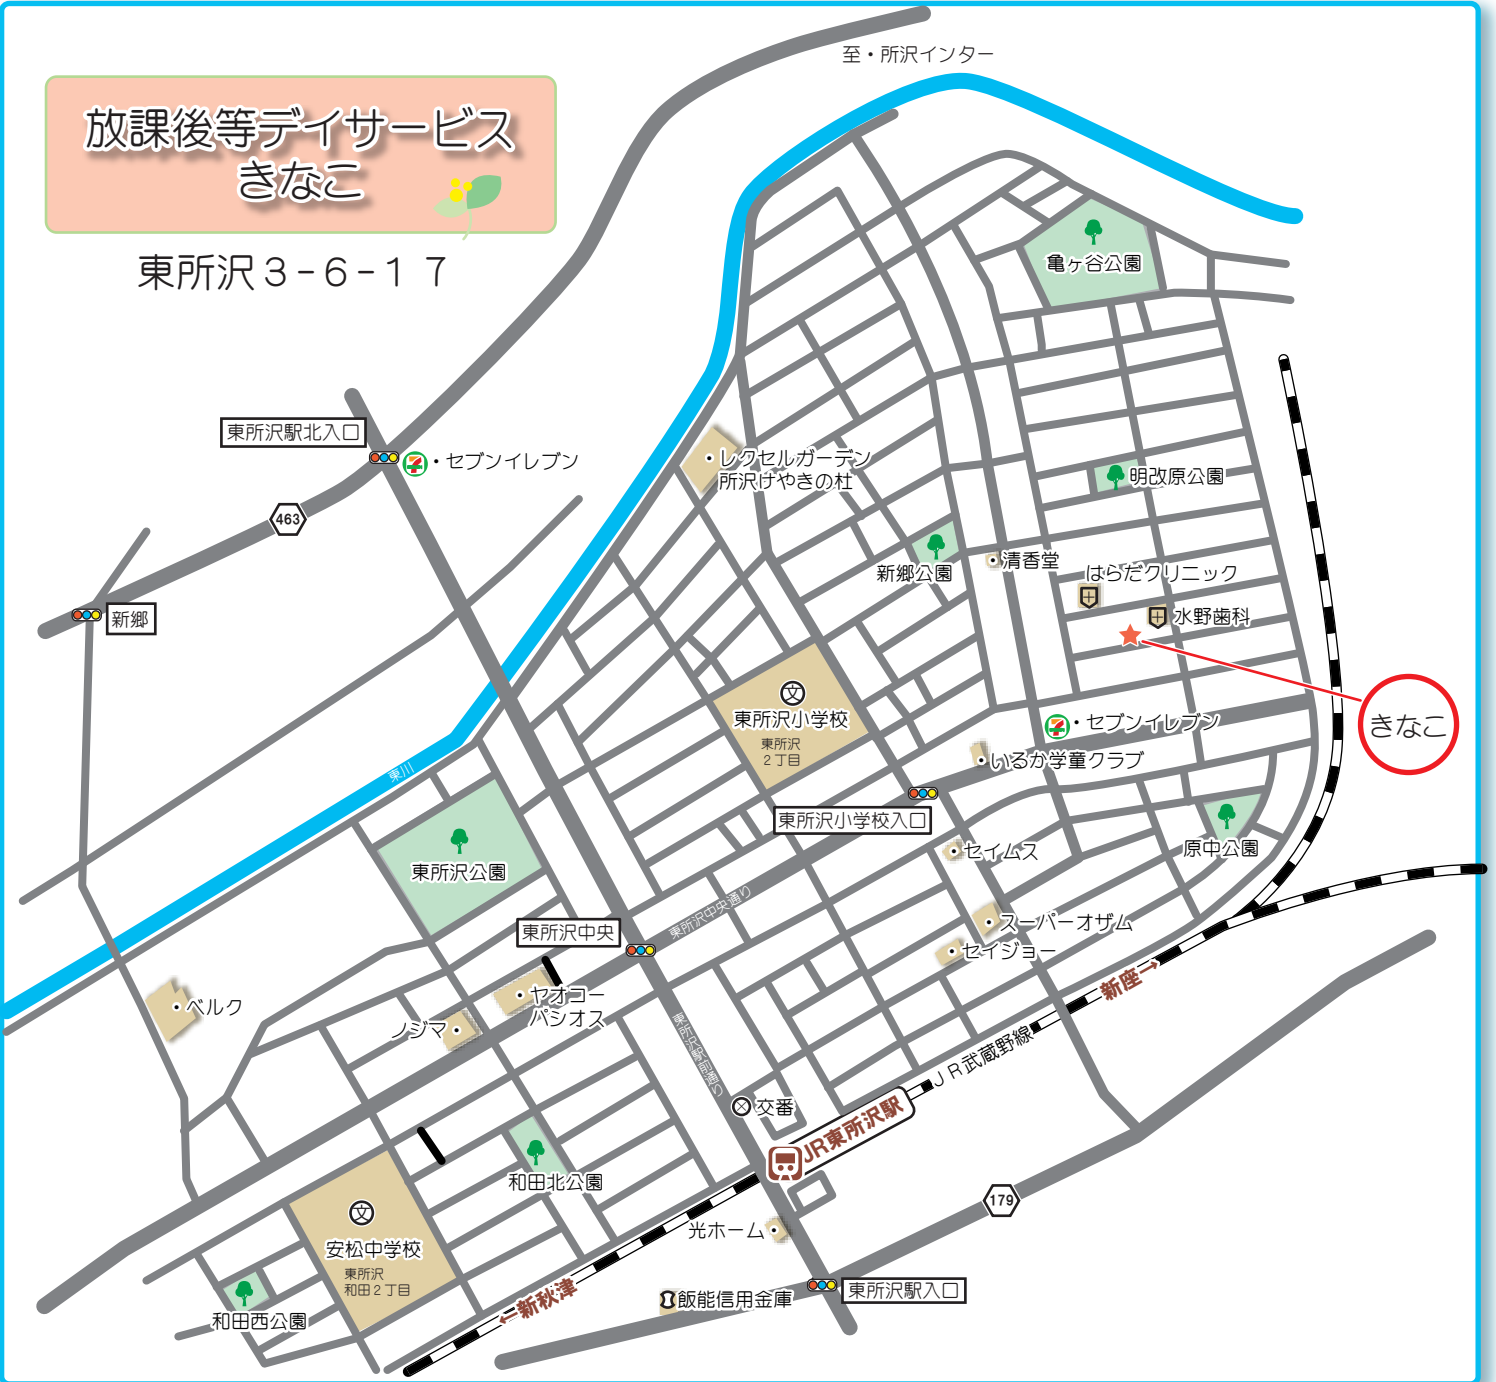 至・所沢インター
放課後等デイサービス
きなこ
東所沢３-６-１７
亀ヶ谷公園
東所沢駅北入口
・セブンイレブン
463
・レクセルガーデン
所沢けやきの杜
明改原公園
新郷公園
・清香堂
はらだクリニック
新郷
水野歯科
きなこ
文
東所沢小学校
東所沢
２丁目
・セブンイレブン
・いるか学童クラブ
東川
東所沢小学校入口
・セイムス
原中公園
東所沢公園
東所沢中央通り
東所沢中央
・スーパーオザム
・セイジョー
新座→
・ベルク
・ヤオコー
パシオス
ノジマ・
東所沢駅前通り
ＪＲ武蔵野線
交番
JR東所沢駅
和田北公園
179
文
安松中学校
東所沢
和田２丁目
光ホーム・
東所沢駅入口
飯能信用金庫
←新秋津
和田西公園